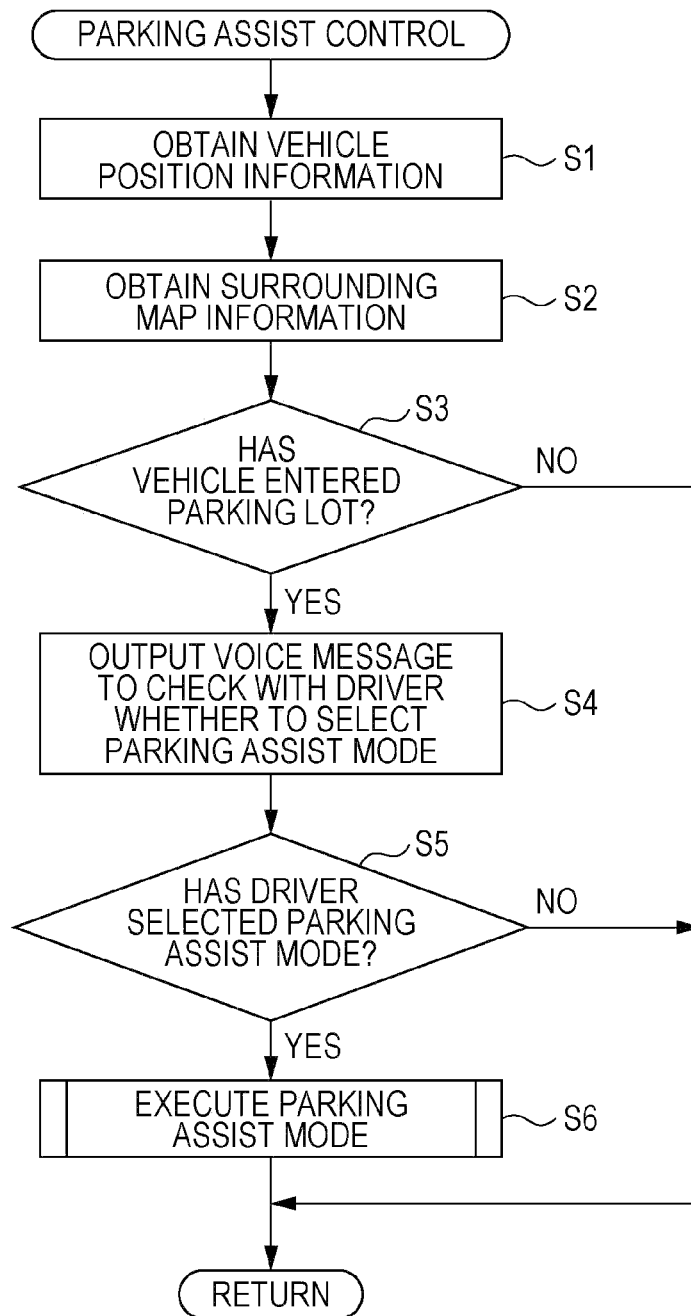 PARKING ASSIST CONTROL
OBTAIN VEHICLE
POSITION INFORMATION
S1
OBTAIN SURROUNDING
MAP INFORMATION
S2
S3
HAS
VEHICLE ENTERED
PARKING LOT?
NO
YES
OUTPUT VOICE MESSAGE
TO CHECK WITH DRIVER
WHETHER TO SELECT
PARKING ASSIST MODE
S4
S5
HAS DRIVER
SELECTED PARKING
ASSIST MODE?
NO
YES
EXECUTE PARKING
ASSIST MODE
S6
RETURN